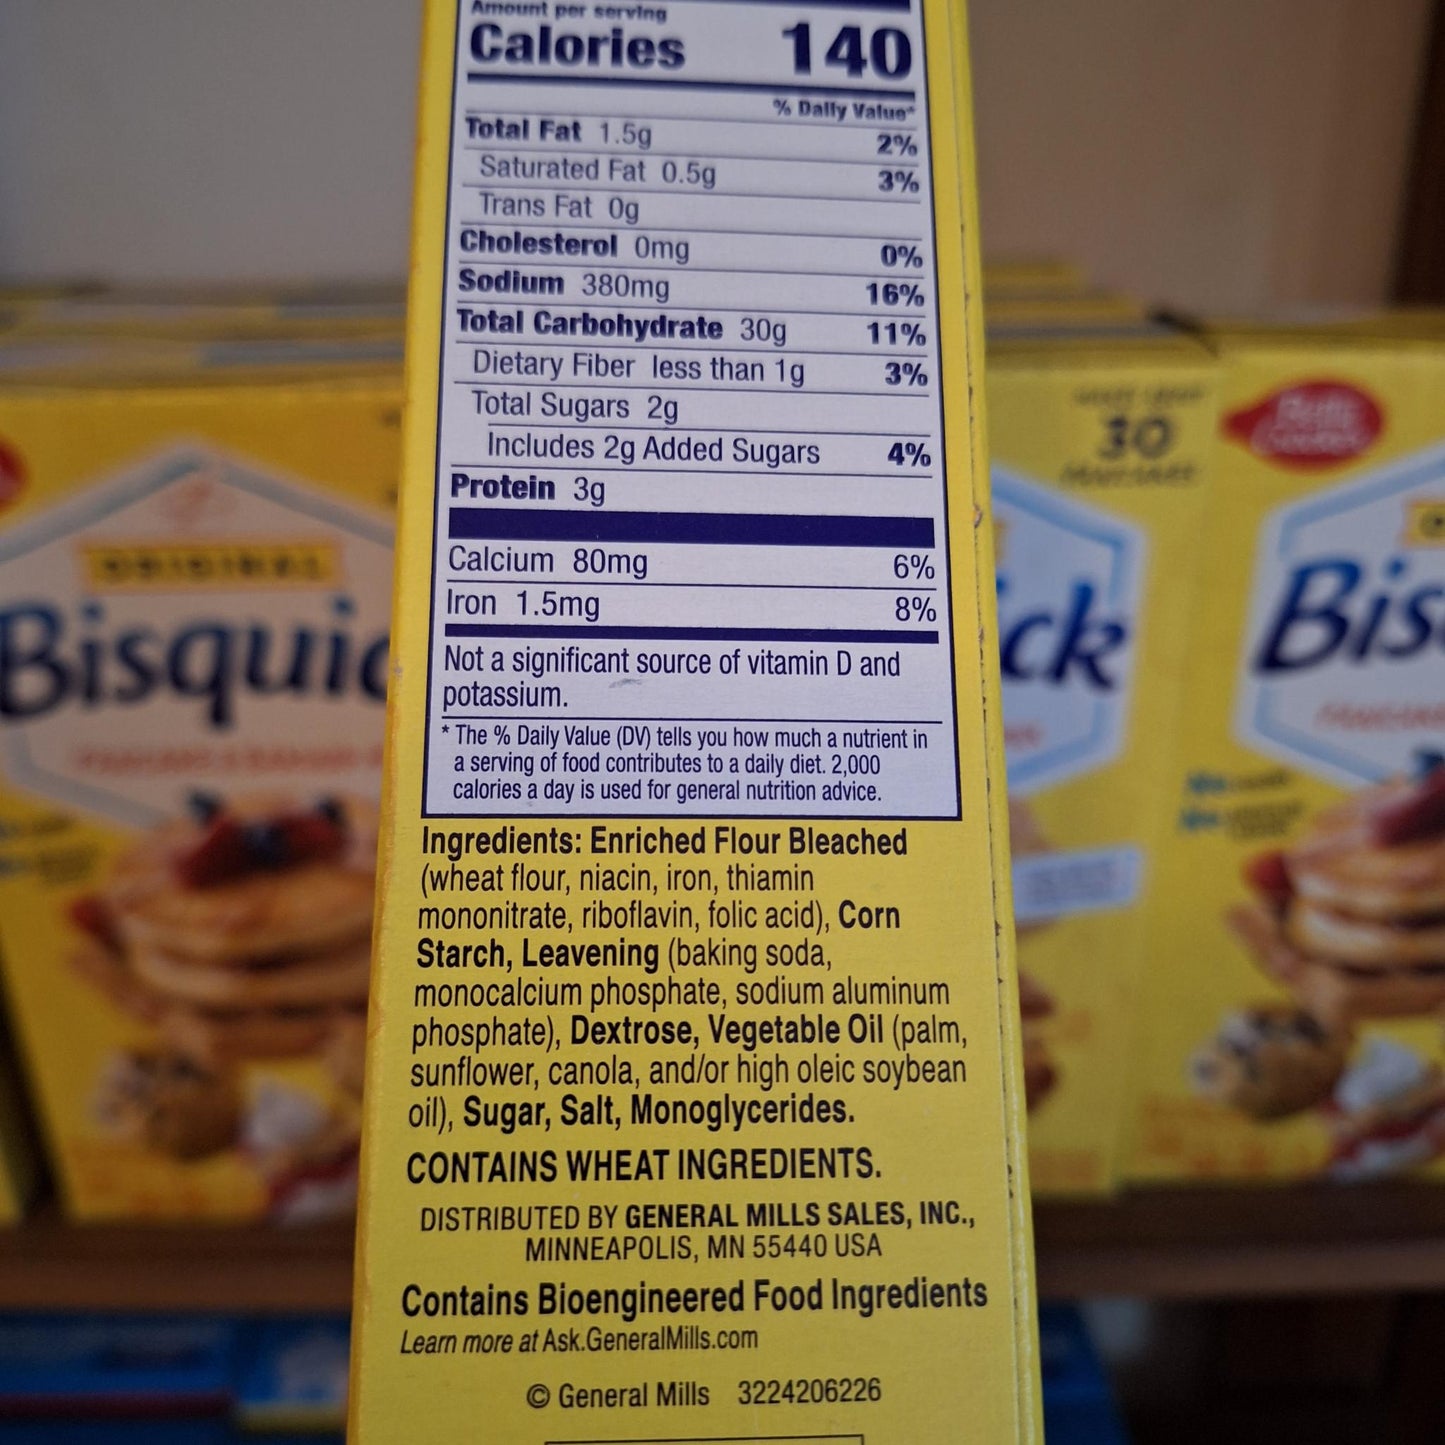 Amount per serving
Calories 140
% Daily Value*
Total Fat 1.5g 2%
Saturated Fat 0.5g 3%
Trans Fat 0g
Cholesterol 0mg 0%
Sodium 380mg 16%
Total Carbohydrate 30g 11%
Dietary Fiber less than 1g 3%
Total Sugars 2g
Includes 2g Added Sugars 4%
Protein 3g
Calcium 80mg 6%
Iron 1.5mg 8%
Not a significant source of vitamin D and
potassium.
* The % Daily Value (DV) tells you how much a nutrient in
a serving of food contributes to a daily diet. 2,000
calories a day is used for general nutrition advice.
Ingredients: Enriched Flour Bleached
(wheat flour, niacin, iron, thiamin
mononitrate, riboflavin, folic acid), Corn
Starch, Leavening (baking soda,
monocalcium phosphate, sodium aluminum
phosphate), Dextrose, Vegetable Oil (palm,
sunflower, canola, and/or high oleic soybean
oil), Sugar, Salt, Monoglycerides.
CONTAINS WHEAT INGREDIENTS.
DISTRIBUTED BY GENERAL MILLS SALES, INC.,
MINNEAPOLIS, MN 55440 USA
Contains Bioengineered Food Ingredients
Learn more at Ask.GeneralMills.com
© General Mills 3224206226
ORIGINAL
Bisquic
30
ck
Bis